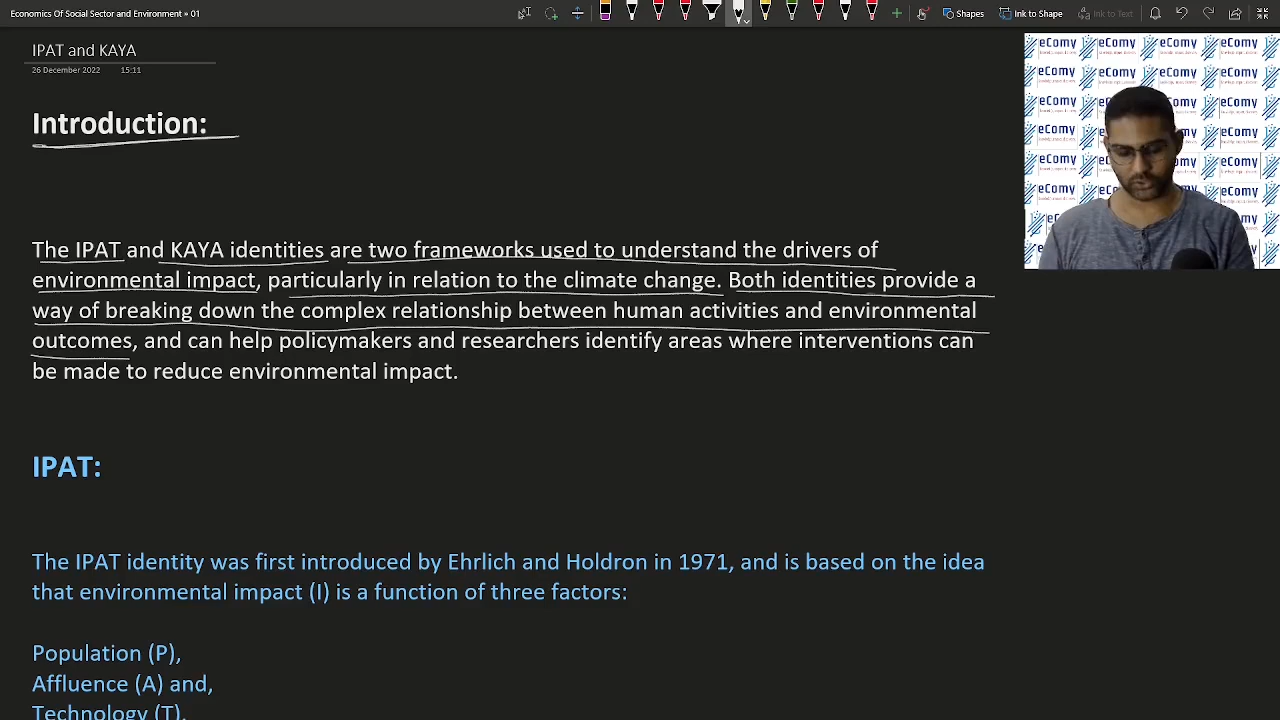 Economics Of Social Sector and Environment » 01
Shapes
Ink to Shape
Ink to Text
IPAT and KAYA
26 December 2022 15:11
Introduction:
The IPAT and KAYA identities are two frameworks used to understand the drivers of
environmental impact, particularly in relation to the climate change. Both identities provide a
way of breaking down the complex relationship between human activities and environmental
outcomes, and can help policymakers and researchers identify areas where interventions can
be made to reduce environmental impact.
IPAT:
The IPAT identity was first introduced by Ehrlich and Holdron in 1971, and is based on the idea
that environmental impact (I) is a function of three factors:
Population (P),
Affluence (A) and,
Technology (T).
eComy